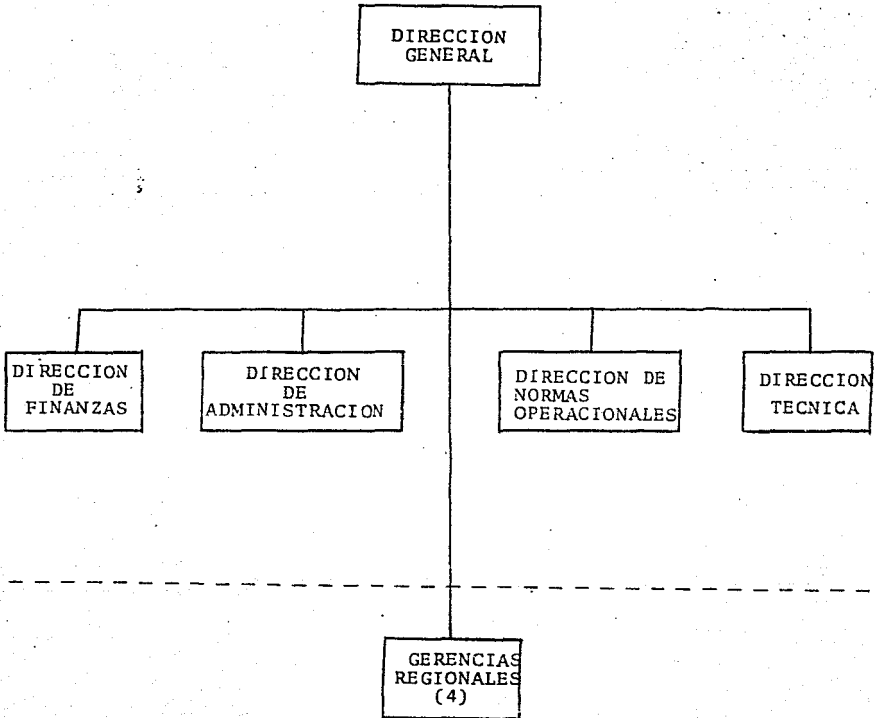 DIRECCION
GENERAL
DIRECCION
DE
FINANZAS
DIRECCION
DE
ADMINISTRACION
DIRECCION DE
NORMAS
OPERACIONALES
DIRECCION
TECNICA
GERENCIAS
REGIONALES
(4)